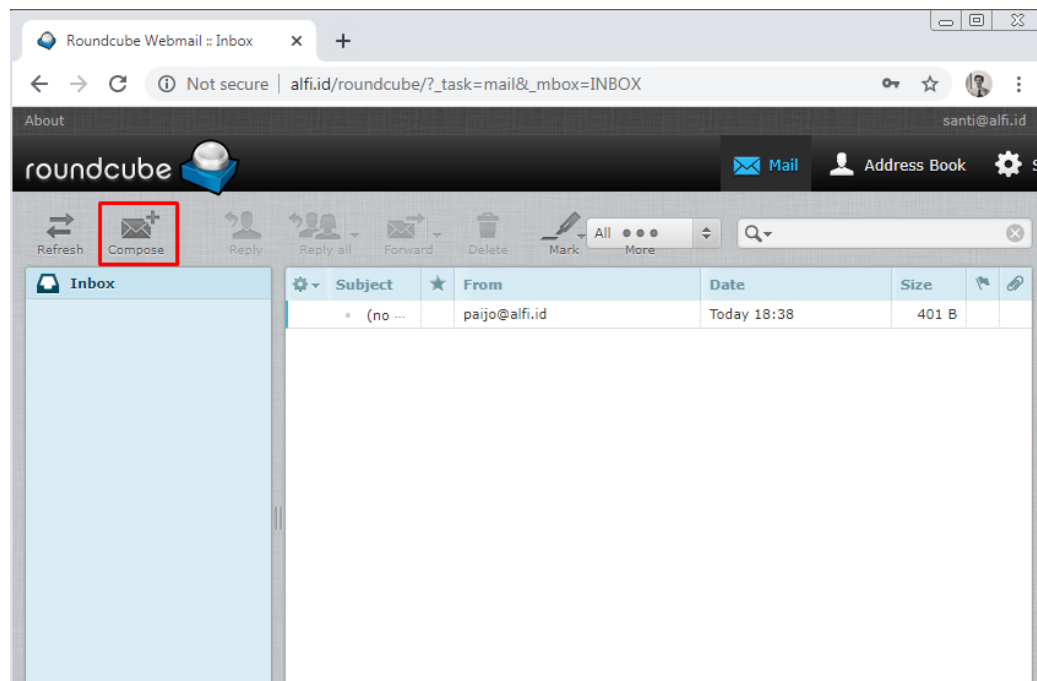 Roundcube Webmail :: Inbox
Not secure | alfi.id/roundcube/?_task=mail&_mbox=INBOX
About santi@alfi.id
roundcube Mail Address Book S
Refresh Compose Reply Reply all Forward Delete Mark All More
Inbox Subject From Date Size
(no ... paijo@alfi.id Today 18:38 401 B